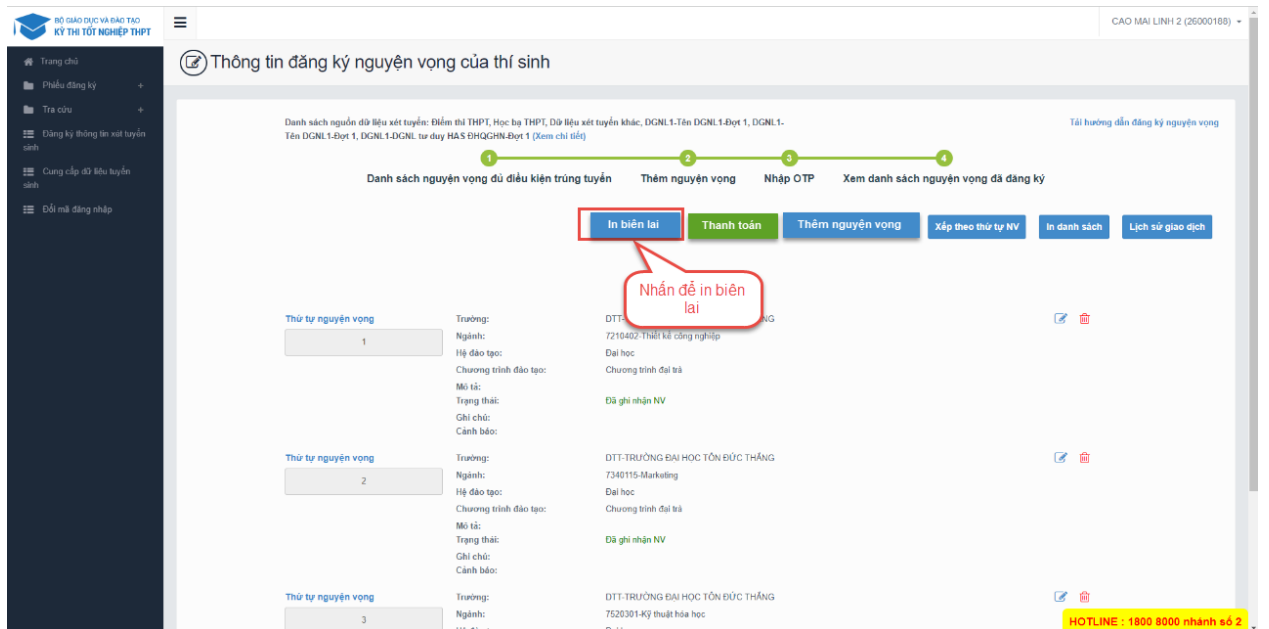 BỘ GIÁO DỤC VÀ ĐÀO TẠO
KỲ THI TỐT NGHIỆP THPT
CAO MAI LINH 2 (26000188)
Trang chủ
Phiếu đăng ký +
Tra cứu +
Đăng ký thông tin xét tuyển
sinh
Cung cấp dữ liệu tuyển
sinh
Đổi mã đăng nhập
Thông tin đăng ký nguyện vọng của thí sinh
Danh sách nguồn dữ liệu xét tuyển: Điểm thi THPT, Học bạ THPT, Dữ liệu xét tuyển khác, DGNL1-Tên DGNL1-Đợt 1, DGNL1-
Tên DGNL1-Đợt 1, DGNL1-DGNL tư duy HAS ĐHQGHN-Đợt 1 (Xem chi tiết)
Tải hướng dẫn đăng ký nguyện vọng
1 2 3 4
Danh sách nguyện vọng đủ điều kiện trúng tuyển Thêm nguyện vọng Nhập OTP Xem danh sách nguyện vọng đã đăng ký
In biên lai Thanh toán Thêm nguyện vọng Xếp theo thứ tự NV In danh sách Lịch sử giao dịch
Nhấn để in biên
lai
Thứ tự nguyện vọng Trường: DTT- NG
1 Ngành: 7210402-Thiết kế công nghiệp
Hệ đào tạo: Đại học
Chương trình đào tạo: Chương trình đại trà
Mô tả:
Trạng thái: Đã ghi nhận NV
Ghi chú:
Cảnh báo:
Thứ tự nguyện vọng Trường: DTT-TRƯỜNG ĐẠI HỌC TÔN ĐỨC THẮNG
2 Ngành: 7340115-Marketing
Hệ đào tạo: Đại học
Chương trình đào tạo: Chương trình đại trà
Mô tả:
Trạng thái: Đã ghi nhận NV
Ghi chú:
Cảnh báo:
Thứ tự nguyện vọng Trường: DTT-TRƯỜNG ĐẠI HỌC TÔN ĐỨC THẮNG
3 Ngành: 7520301-Kỹ thuật hóa học
HOTLINE : 1800 8000 nhánh số 2